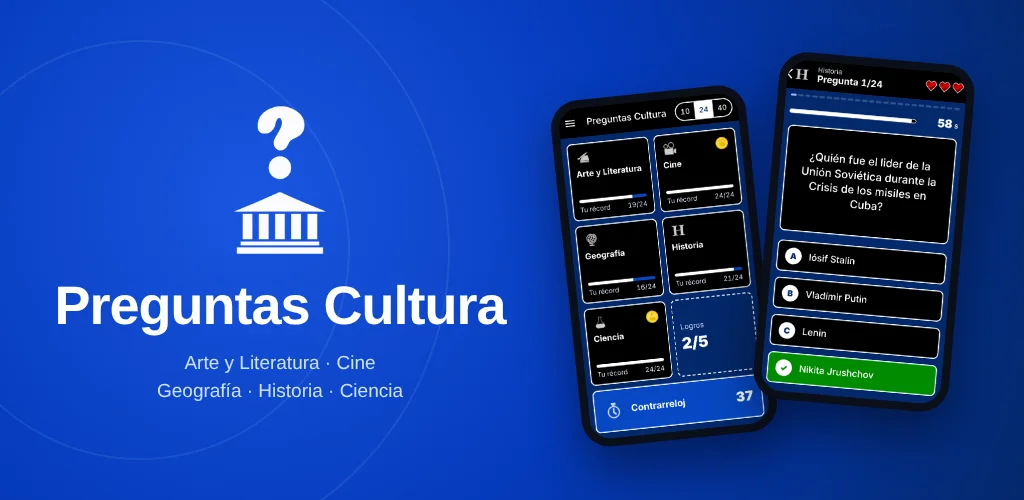 Preguntas Cultura
Arte y Literatura · Cine
Geografía · Historia · Ciencia
Preguntas Cultura
10 24 40
Arte y Literatura
Tu récord 19/24
Cine
Tu récord 24/24
Geografía
Tu récord 16/24
H
Historia
Tu récord 21/24
Ciencia
Tu récord 24/24
Logros
2/5
Contrarreloj 37
H
Historia
Pregunta 1/24
58 s
¿Quién fue el líder de la
Unión Soviética durante la
Crisis de los misiles en
Cuba?
A Iósif Stalin
B Vladímir Putin
C Lenin
Nikita Jrushchov